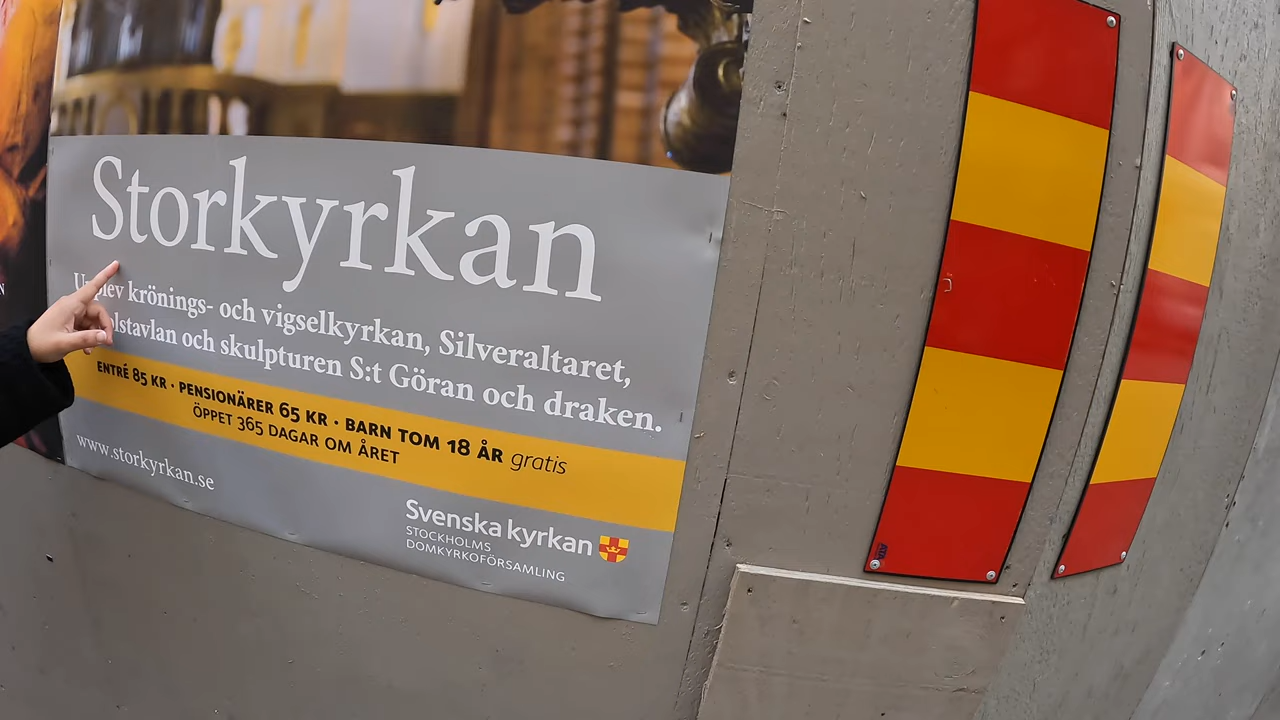 Storkyrkan
Upplev krönings- och vigselkyrkan, Silveraltaret,
och skulpturen S:t Göran och draken.
ENTRÉ 85 KR · PENSIONÄRER 65 KR · BARN TOM 18 ÅR gratis
ÖPPET 365 DAGAR OM ÅRET
www.storkyrkan.se
Svenska kyrkan
STOCKHOLMS
DOMKYRKOFÖRSAMLING